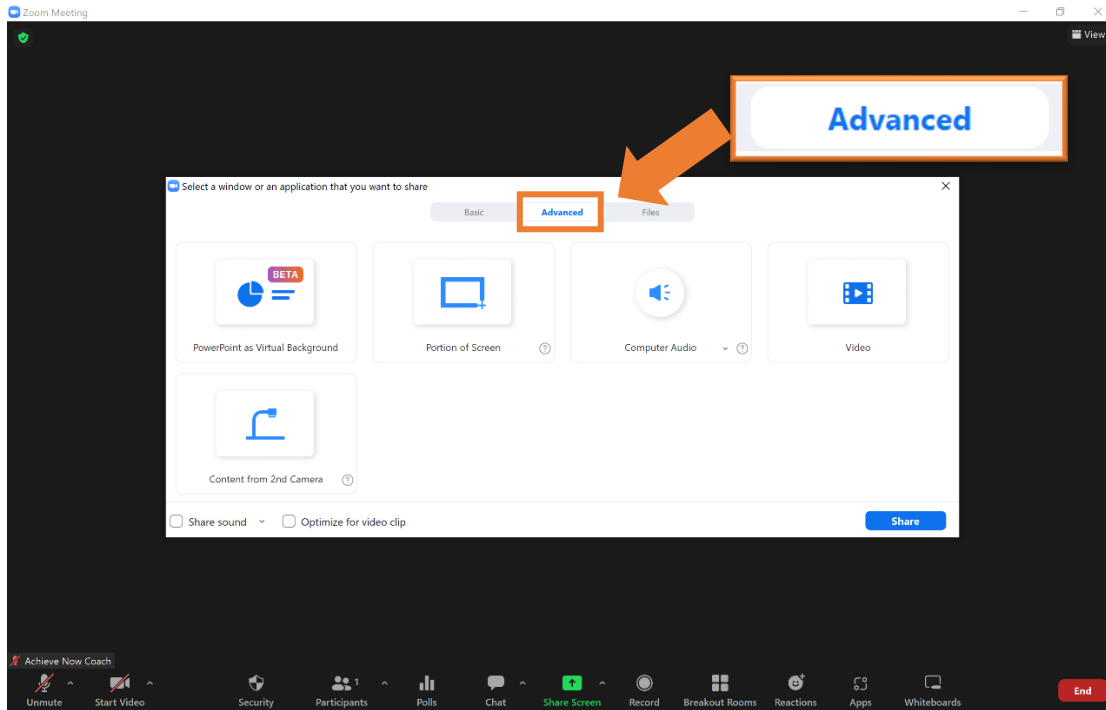 Zoom Meeting
View
Advanced
Select a window or an application that you want to share
Basic
Advanced
Files
BETA
PowerPoint as Virtual Background
Portion of Screen
Computer Audio
Video
Content from 2nd Camera
Share sound
Optimize for video clip
Share
Achieve Now Coach
1
Unmute
Start Video
Security
Participants
Polls
Chat
Share Screen
Record
Breakout Rooms
Reactions
Apps
Whiteboards
End